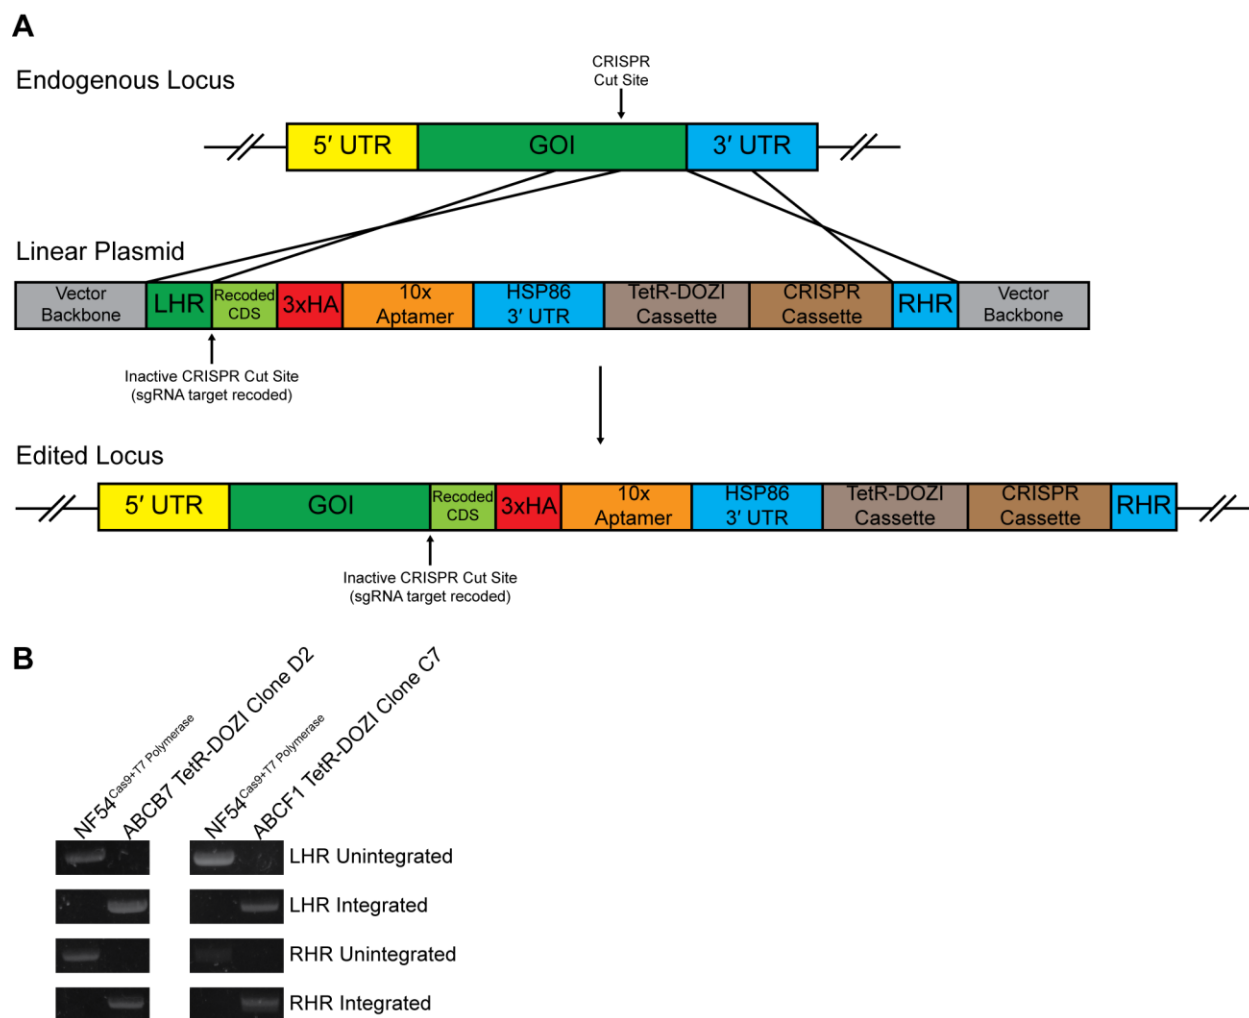 A
Endogenous Locus
CRISPR
Cut Site
5′ UTR
GOI
3′ UTR
Linear Plasmid
Vector
Backbone
LHR
Recoded
CDS
3xHA
10x
Aptamer
HSP86
3′ UTR
TetR-DOZI
Cassette
CRISPR
Cassette
RHR
Vector
Backbone
Inactive CRISPR Cut Site
(sgRNA target recoded)
Edited Locus
5′ UTR
GOI
Recoded
CDS
3xHA
10x
Aptamer
HSP86
3′ UTR
TetR-DOZI
Cassette
CRISPR
Cassette
RHR
Inactive CRISPR Cut Site
(sgRNA target recoded)
B
NF54Cas9+T7 Polymerase
ABCB7 TetR-DOZI Clone D2
NF54Cas9+T7 Polymerase
ABCF1 TetR-DOZI Clone C7
LHR Unintegrated
LHR Integrated
RHR Unintegrated
RHR Integrated